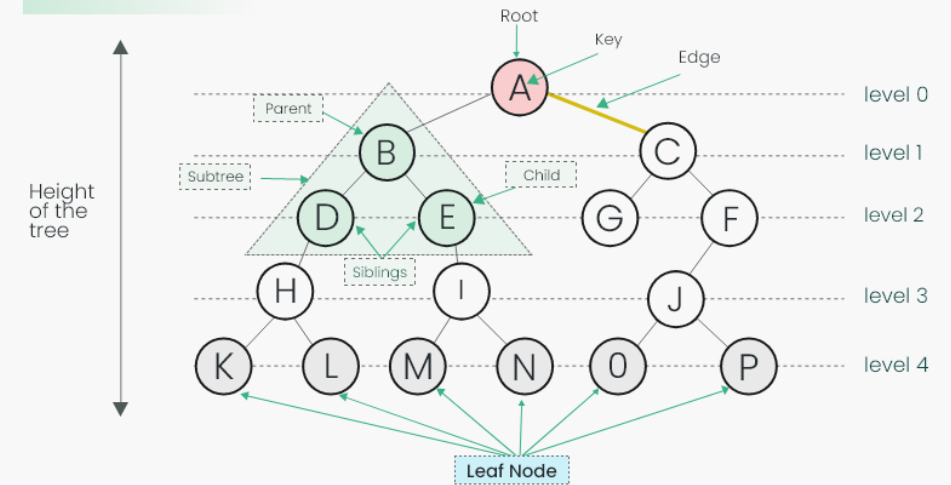 Root
Key
Edge
A
level 0
Parent
B
C
level 1
Height
of the
tree
Subtree
Child
D
E
G
F
level 2
Siblings
H
I
J
level 3
K
L
M
N
0
P
level 4
Leaf Node